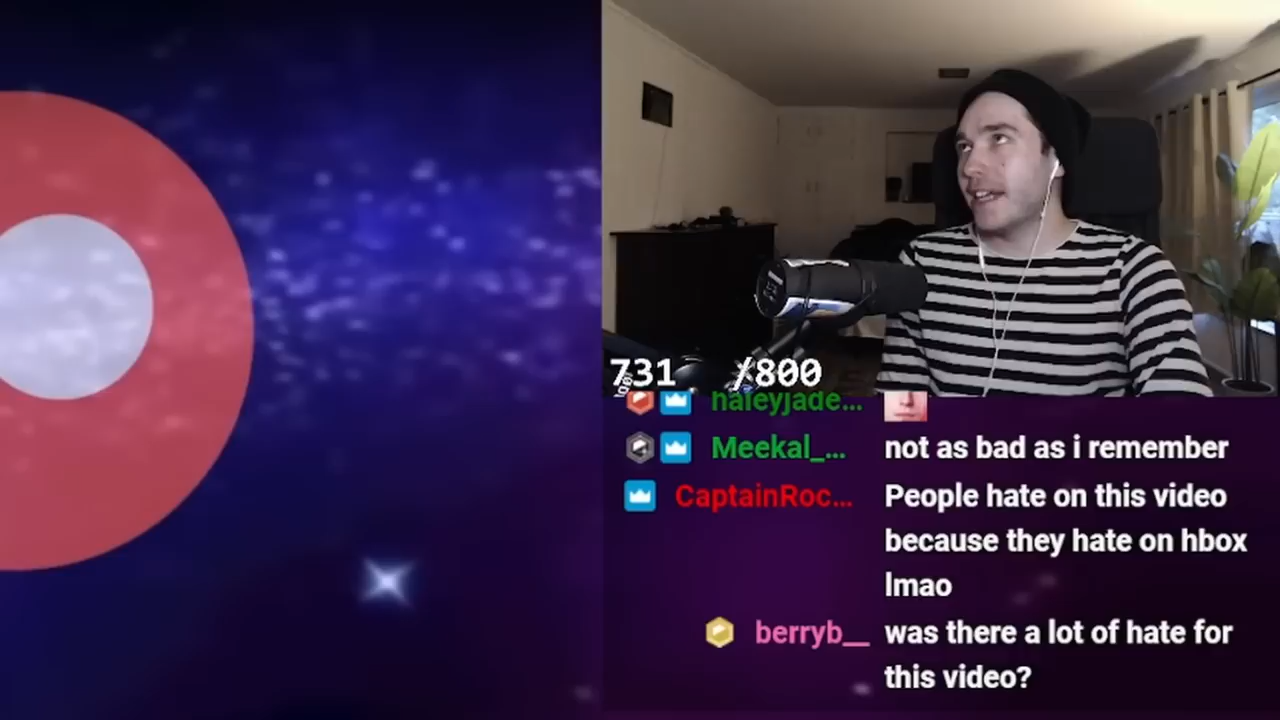 731 /800
haleyjade...
Meekal_... not as bad as i remember
CaptainRoc... People hate on this video
because they hate on hbox
lmao
berryb__ was there a lot of hate for
this video?